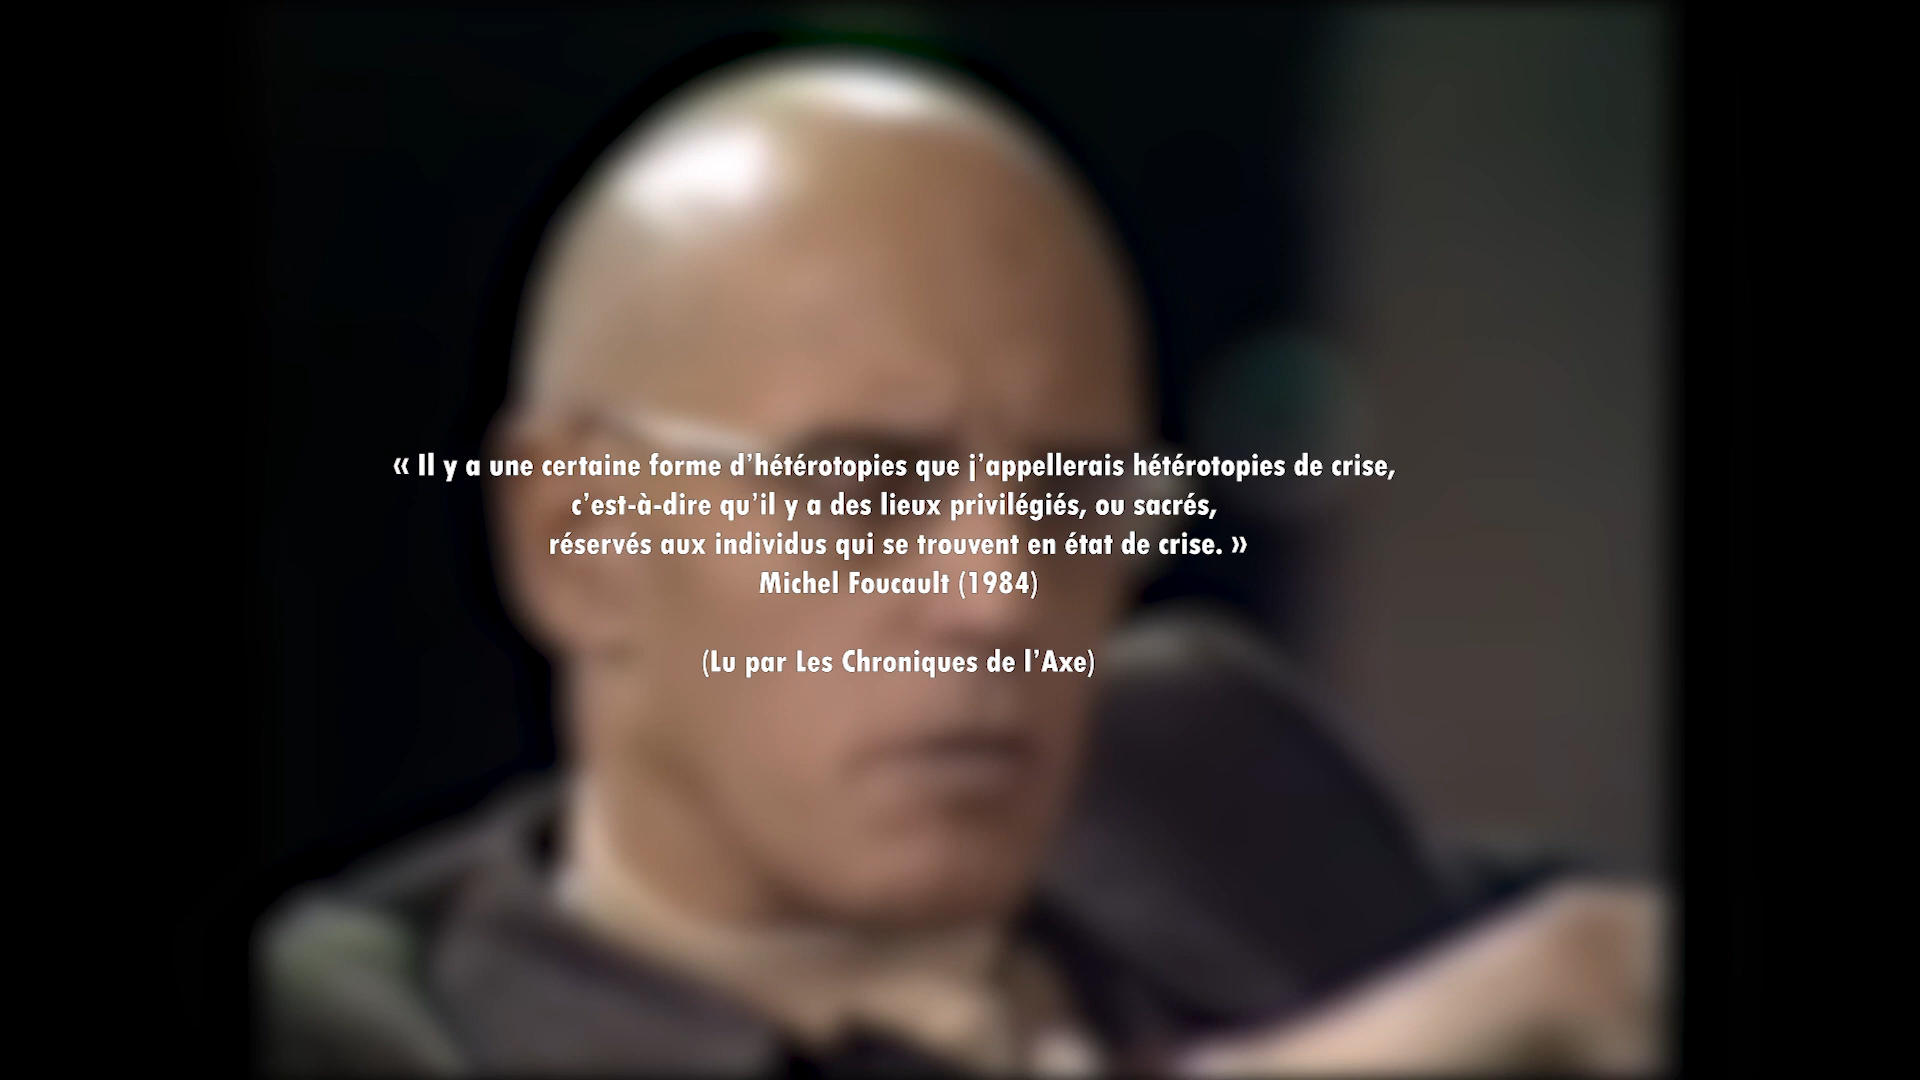 « Il y a une certaine forme d’hétérotopies que j’appellerais hétérotopies de crise,
c’est-à-dire qu’il y a des lieux privilégiés, ou sacrés,
réservés aux individus qui se trouvent en état de crise. »
Michel Foucault (1984)
(Lu par Les Chroniques de l’Axe)